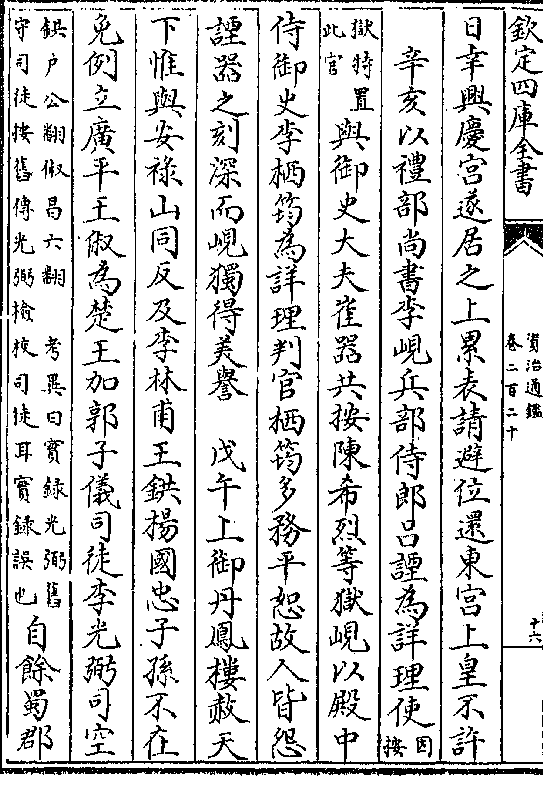 欽定四庫全書
資治通鑑
卷二百二十
十六
日幸興慶宮遂居之上累表請避位還東宮上皇不許
辛亥以禮部尚書李峴兵部侍郎呂諲為詳理使因按
獄特置此官與御史大夫崔器共按陳希烈等獄峴以殿中
侍御史李栖筠為詳理判官栖筠多務平恕故人皆怨
諲器之刻深而峴獨得美譽 戊午上御丹鳳樓赦天
下惟與安祿山同反及李林甫王鉷楊國忠子孫不在
免例立廣平王俶為楚王加郭子儀司徒李光弼司空
鉷户公翻俶昌六翻 考異曰實録光弼舊守司徒按舊傳光弼檢校司徒耳實録誤也自餘蜀郡